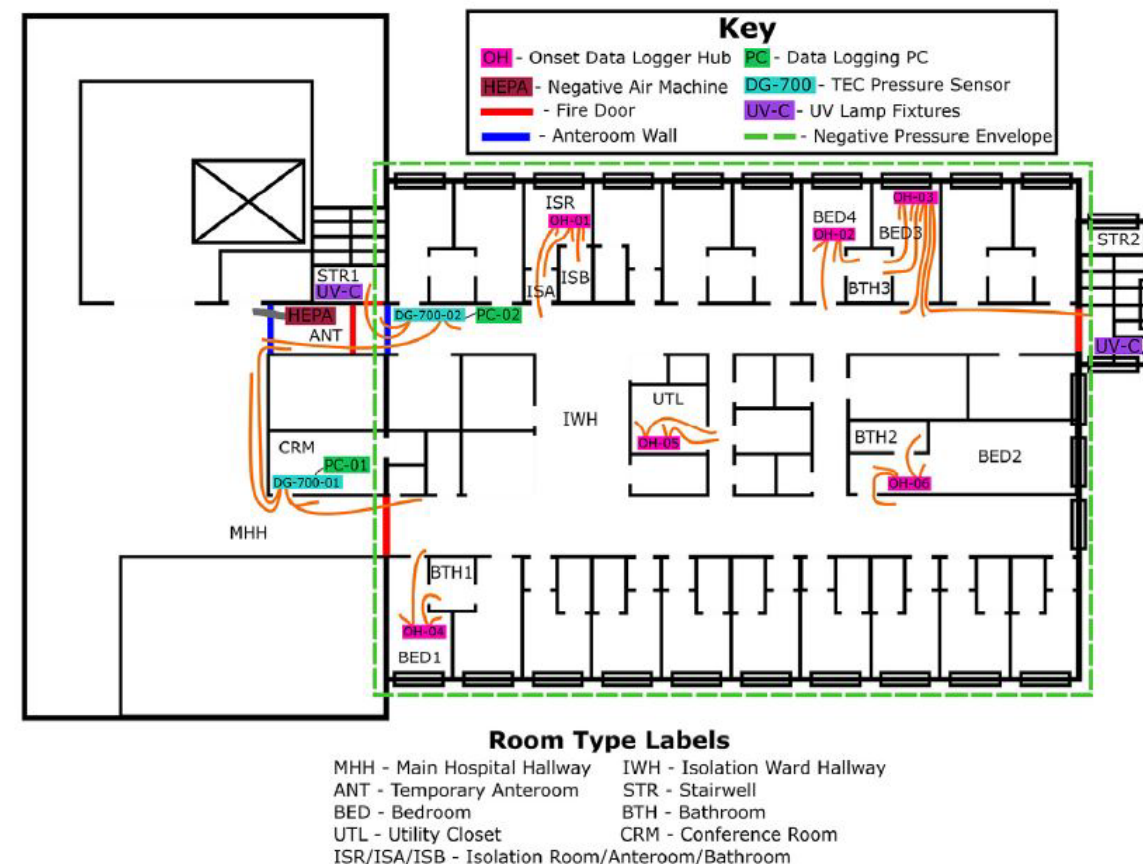 Key
OH - Onset Data Logger Hub
PC - Data Logging PC
HEPA - Negative Air Machine
DG-700 - TEC Pressure Sensor
- Fire Door
UV-C - UV Lamp Fixtures
- Anteroom Wall
- Negative Pressure Envelope
ISR
OH-01
BED4
OH-02
OH-03
BED3
STR2
STR1
UV-C
ISA
ISB
BTH3
HEPA
ANT
DG-700-02
PC-02
UV-C
UTL
IWH
OH-05
CRM
PC-01
DG-700-01
BTH2
BED2
OH-06
MHH
BTH1
OH-04
BED1
Room Type Labels
MHH - Main Hospital Hallway
IWH - Isolation Ward Hallway
ANT - Temporary Anteroom
STR - Stairwell
BED - Bedroom
BTH - Bathroom
UTL - Utility Closet
CRM - Conference Room
ISR/ISA/ISB - Isolation Room/Anteroom/Bathroom